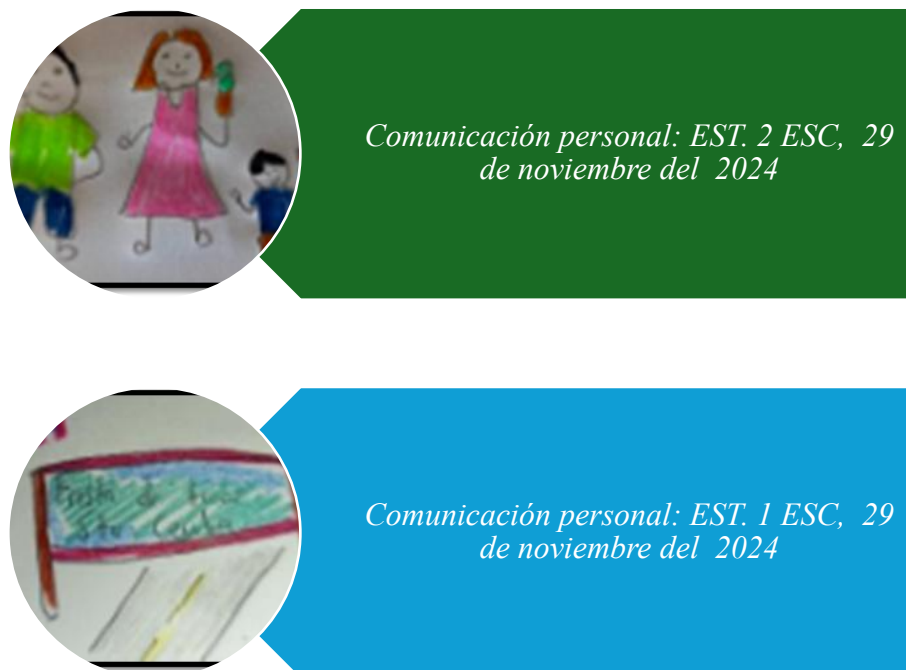 Comunicación personal: EST. 2 ESC, 29
de noviembre del 2024
de
Comunicación personal: EST. 1 ESC, 29
de noviembre del 2024